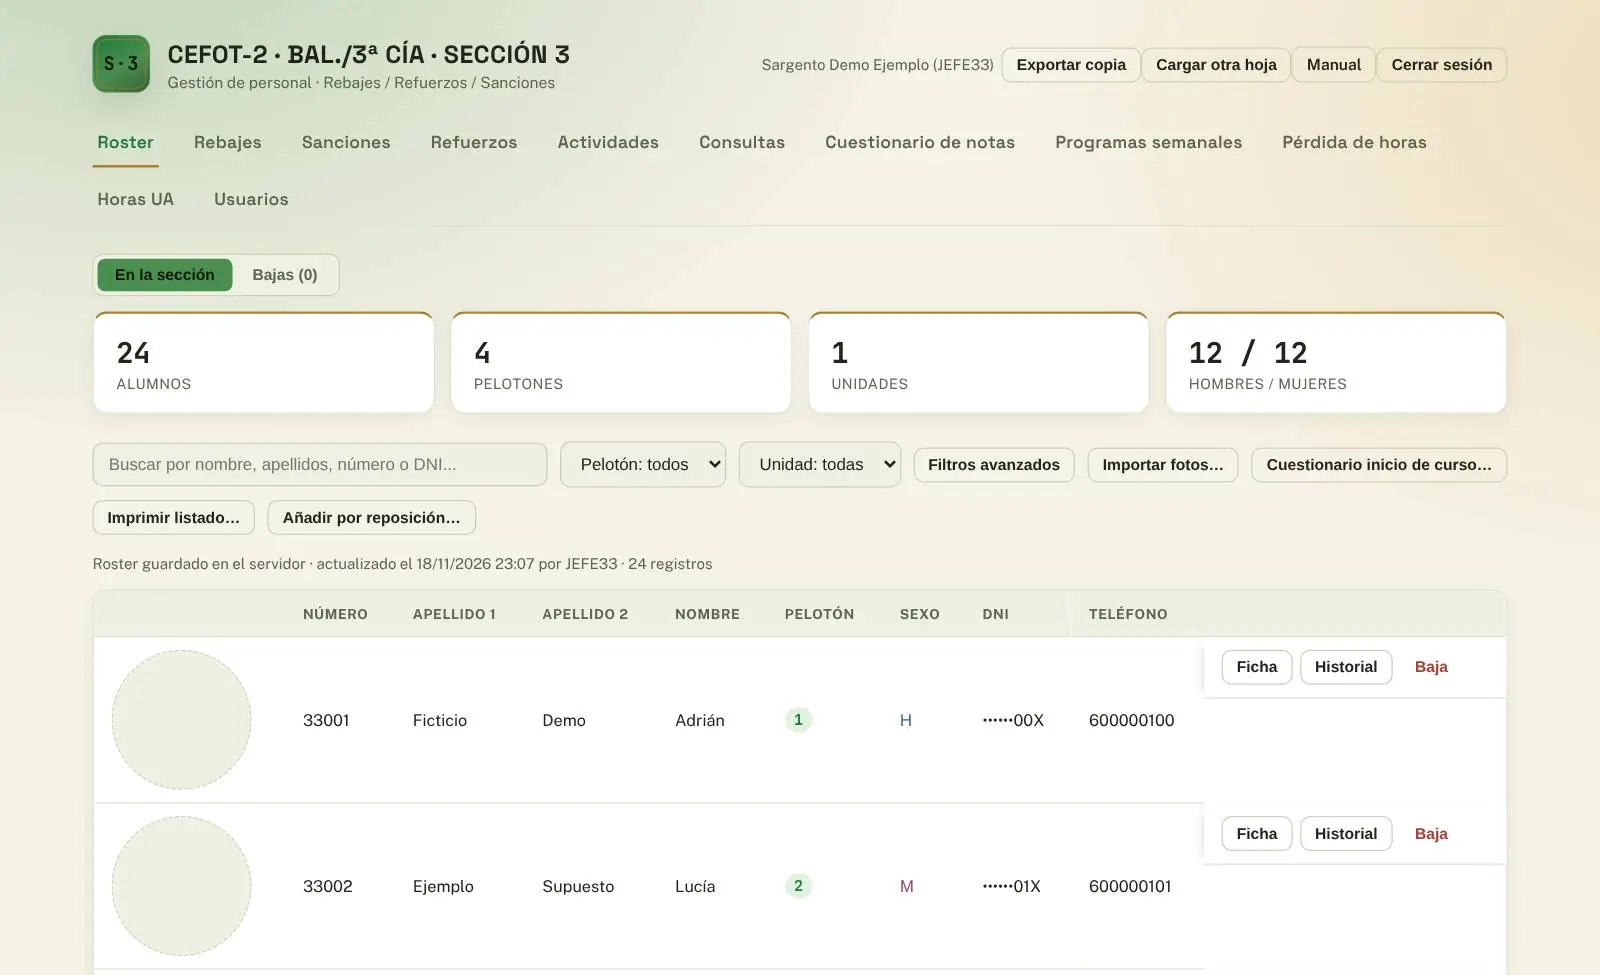 S·3
CEFOT-2 · BAL./3ª CÍA · SECCIÓN 3
Gestión de personal · Rebajes / Refuerzos / Sanciones
Sargento Demo Ejemplo (JEFE33) Exportar copia Cargar otra hoja Manual Cerrar sesión
Roster Rebajes Sanciones Refuerzos Actividades Consultas Cuestionario de notas Programas semanales Pérdida de horas
Horas UA Usuarios
En la sección Bajas (0)
24
ALUMNOS
4
PELOTONES
1
UNIDADES
12 / 12
HOMBRES / MUJERES
Buscar por nombre, apellidos, número o DNI... Pelotón: todos Unidad: todas Filtros avanzados Importar fotos... Cuestionario inicio de curso...
Imprimir listado... Añadir por reposición...
Roster guardado en el servidor · actualizado el 18/11/2026 23:07 por JEFE33 · 24 registros
NÚMERO APELLIDO 1 APELLIDO 2 NOMBRE PELOTÓN SEXO DNI TELÉFONO
33001 Ficticio Demo Adrián 1 H ••••••00X 600000100 Ficha Historial Baja
33002 Ejemplo Supuesto Lucía 2 M ••••••01X 600000101 Ficha Historial Baja